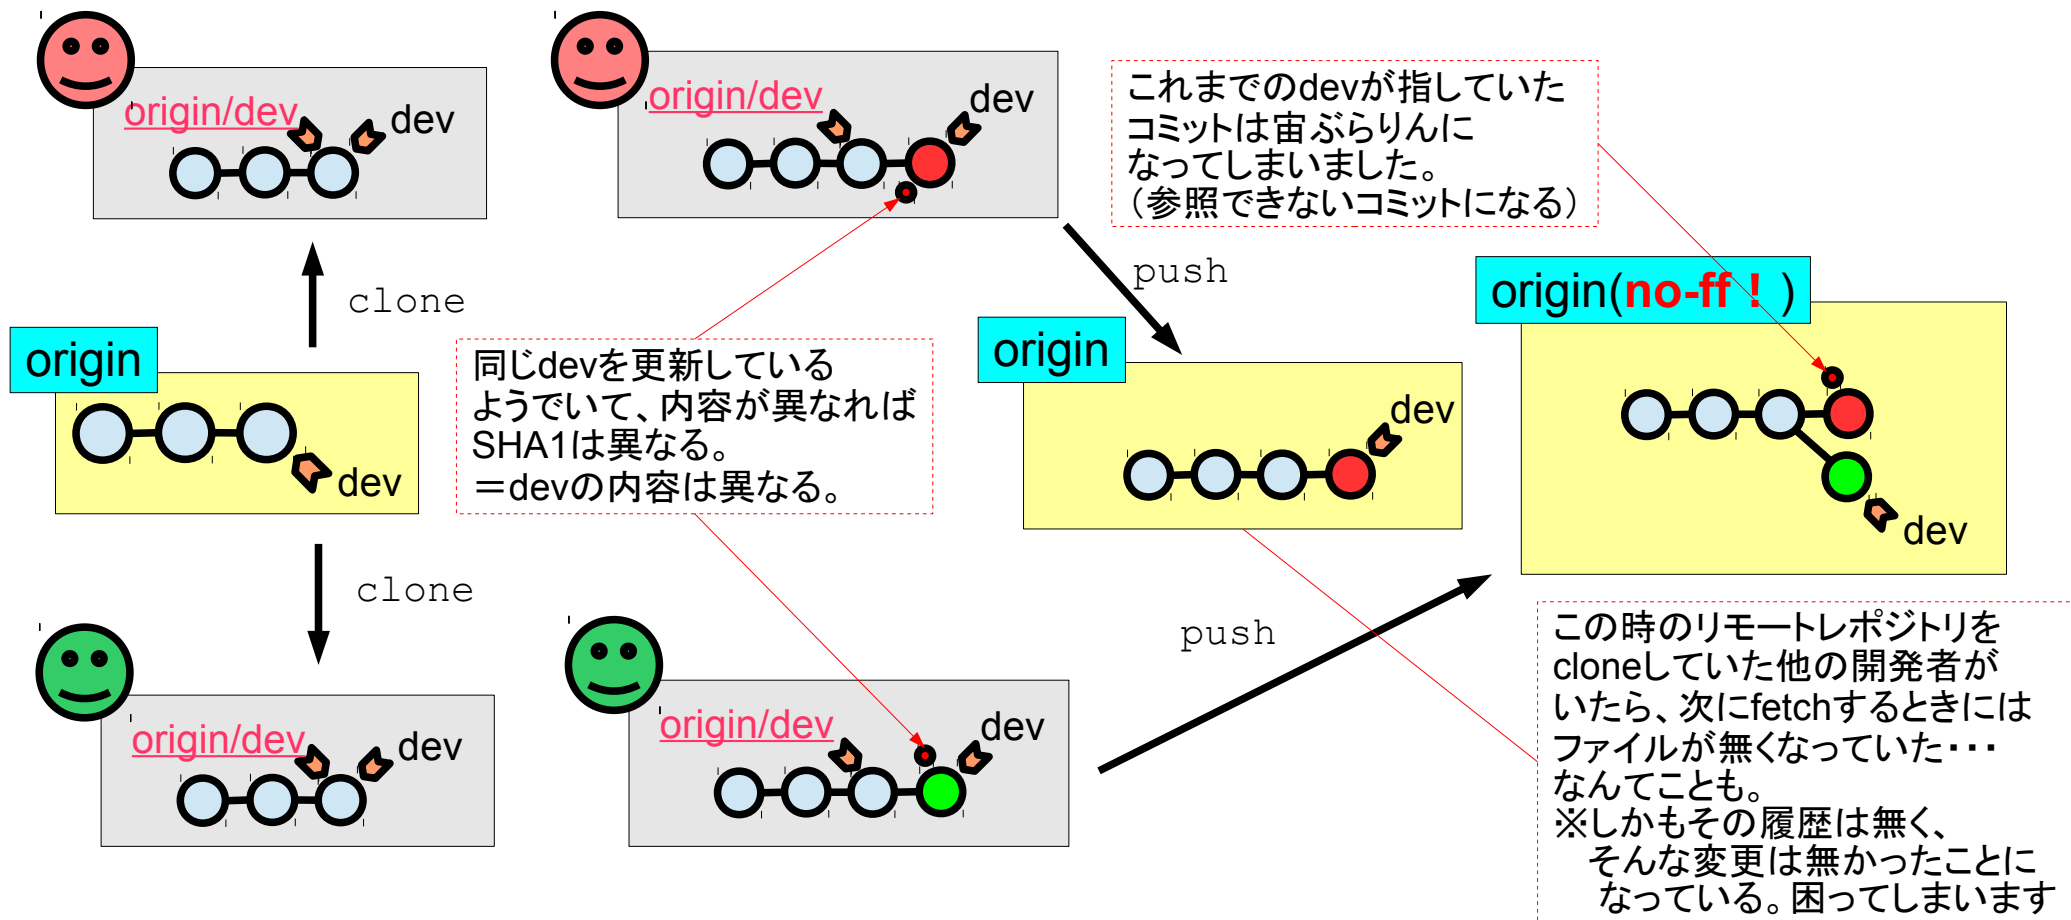 origin/dev
dev
origin/dev
dev
これまでのdevが指していた
コミットは宙ぶらりんに
なってしまいました。
（参照できないコミットになる）
clone
push
origin(no-ff！)
origin
dev
同じdevを更新している
ようでいて、内容が異なれば
SHA1は異なる。
＝devの内容は異なる。
origin
dev
dev
clone
push
origin/dev
dev
origin/dev
dev
この時のリモートレポジトリを
cloneしていた他の開発者が
いたら、次にfetchするときには
ファイルが無くなっていた・・・
なんてことも。
※しかもその履歴は無く、
そんな変更は無かったことに
なっている。困ってしまいます